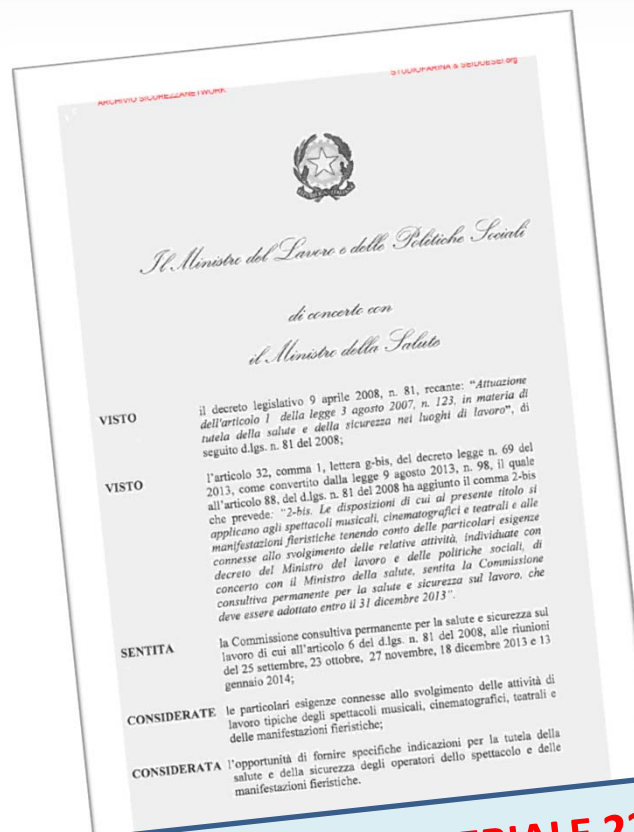 ARCHIVIO SICUREZZANETWORK
STUDIOFARINA & SEIDUESEI.org
Il Ministro del Lavoro e delle Politiche Sociali
di concerto con
il Ministro della Salute
VISTO
il decreto legislativo 9 aprile 2008, n. 81, recante: "Attuazione
dell'articolo 1 della legge 3 agosto 2007, n. 123, in materia di
tutela della salute e della sicurezza nei luoghi di lavoro", di
seguito d.lgs. n. 81 del 2008;
VISTO
l'articolo 32, comma 1, lettera g-bis, del decreto legge n. 69 del
2013, come convertito dalla legge 9 agosto 2013, n. 98, il quale
all'articolo 88, del d.lgs. n. 81 del 2008 ha aggiunto il comma 2-bis
che prevede: "2-bis. Le disposizioni di cui al presente titolo si
applicano agli spettacoli musicali, cinematografici e teatrali e alle
manifestazioni fieristiche tenendo conto delle particolari esigenze
connesse allo svolgimento delle relative attività, individuate con
decreto del Ministro del lavoro e delle politiche sociali, di
concerto con il Ministro della salute, sentita la Commissione
consultiva permanente per la salute e sicurezza sul lavoro, che
deve essere adottato entro il 31 dicembre 2013".
SENTITA
la Commissione consultiva permanente per la salute e sicurezza sul
lavoro di cui all'articolo 6 del d.lgs. n. 81 del 2008, alle riunioni
del 25 settembre, 23 ottobre, 27 novembre, 18 dicembre 2013 e 13
gennaio 2014;
CONSIDERATE
le particolari esigenze connesse allo svolgimento delle attività di
lavoro tipiche degli spettacoli musicali, cinematografici, teatrali e
delle manifestazioni fieristiche;
CONSIDERATA
l'opportunità di fornire specifiche indicazioni per la tutela della
salute e della sicurezza degli operatori dello spettacolo e delle
manifestazioni fieristiche.